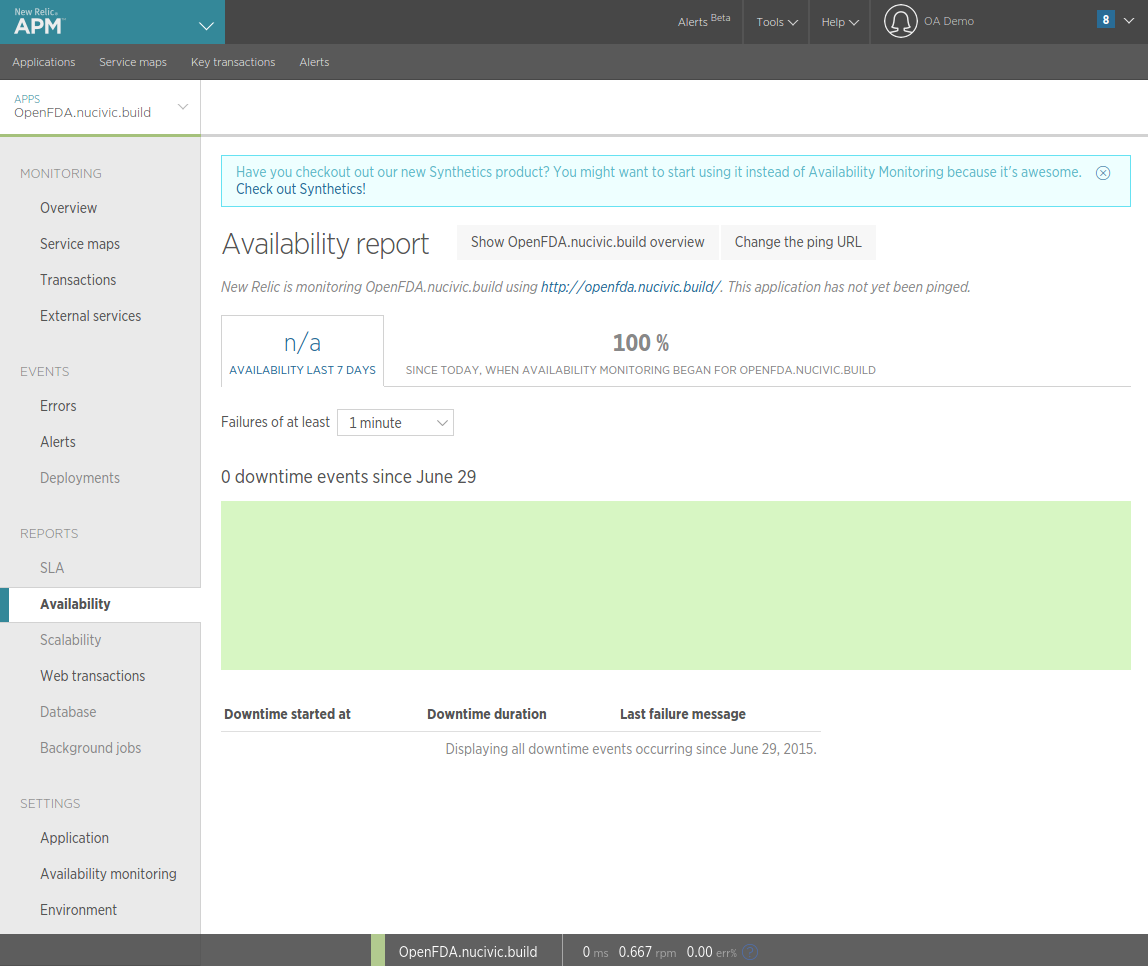 New Relic®
APM™
Alerts Beta
Tools
Help
OA Demo
8
Applications
Service maps
Key transactions
Alerts
APPS
OpenFDA.nucivic.build
MONITORING
Overview
Service maps
Transactions
External services
EVENTS
Errors
Alerts
Deployments
REPORTS
SLA
Availability
Scalability
Web transactions
Database
Background jobs
SETTINGS
Application
Availability monitoring
Environment
Have you checkout out our new Synthetics product? You might want to start using it instead of Availability Monitoring because it's awesome.
Check out Synthetics!
Availability report
Show OpenFDA.nucivic.build overview
Change the ping URL
New Relic is monitoring OpenFDA.nucivic.build using http://openfda.nucivic.build/. This application has not yet been pinged.
n/a
AVAILABILITY LAST 7 DAYS
100 %
SINCE TODAY, WHEN AVAILABILITY MONITORING BEGAN FOR OPENFDA.NUCIVIC.BUILD
Failures of at least 1 minute
0 downtime events since June 29
Downtime started at Downtime duration Last failure message
Displaying all downtime events occurring since June 29, 2015.
OpenFDA.nucivic.build 0 ms 0.667 rpm 0.00 err% ?